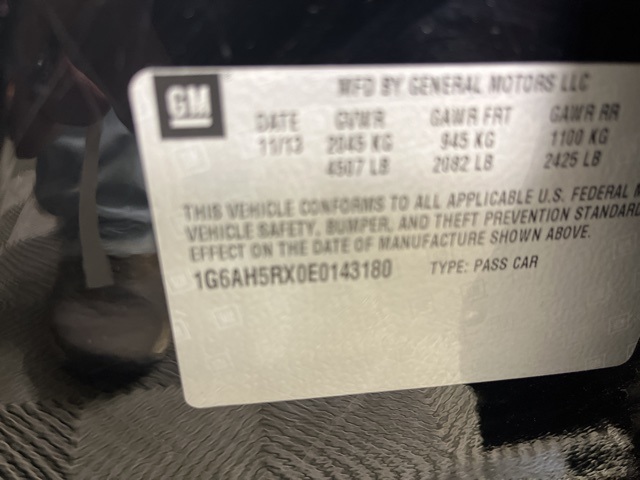 GM
MFD BY GENERAL MOTORS LLC
DATE GVWR GAWR FRT GAWR RR
11/13 2045 KG 945 KG 1100 KG
4507 LB 2082 LB 2425 LB
THIS VEHICLE CONFORMS TO ALL APPLICABLE U.S. FEDERAL M
VEHICLE SAFETY, BUMPER, AND THEFT PREVENTION STANDARD
EFFECT ON THE DATE OF MANUFACTURE SHOWN ABOVE.
1G6AH5RX0E0143180 TYPE: PASS CAR